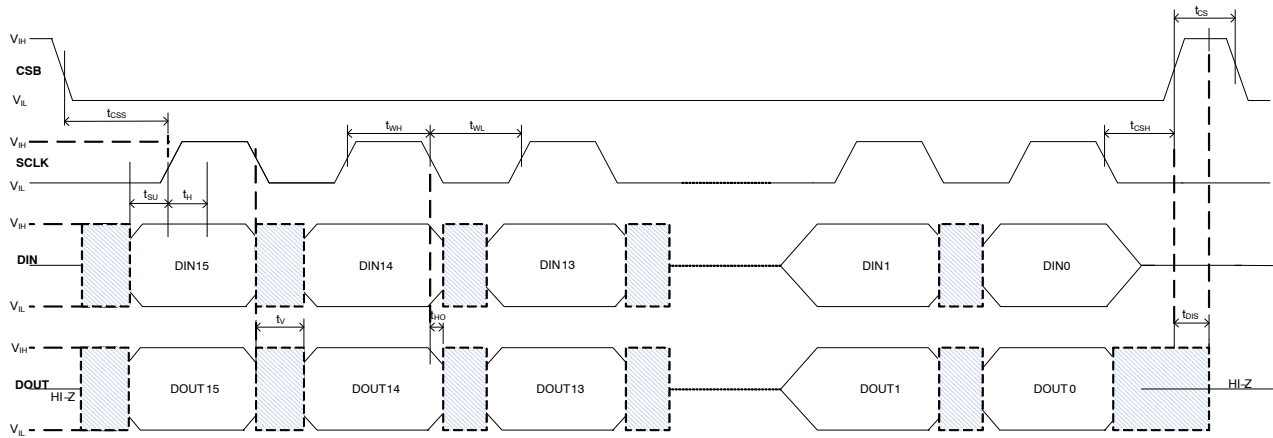 tCS
VIH
CSB
VIL
tCSS
tWH
tWL
tCSH
VIH
SCLK
VIL
tSU
tH
VIH
DIN
DIN15
DIN14
DIN13
DIN1
DIN0
VIL
tV
tHO
tDIS
VIH
DOUT
HI-Z
DOUT15
DOUT14
DOUT13
DOUT1
DOUT0
HI-Z
VIL